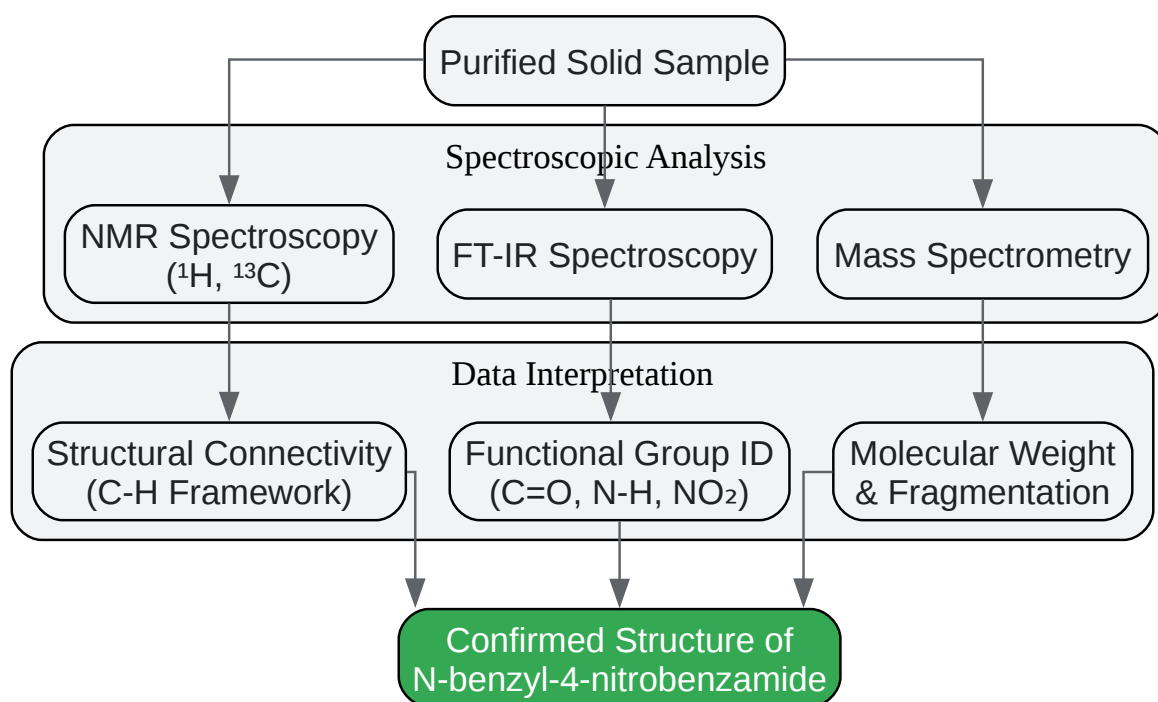 Purified Solid Sample
Spectroscopic Analysis
NMR Spectroscopy
(¹H, ¹³C)
FT-IR Spectroscopy
Mass Spectrometry
Data Interpretation
Structural Connectivity
(C-H Framework)
Functional Group ID
(C=O, N-H, NO₂)
Molecular Weight
& Fragmentation
Confirmed Structure of
N-benzyl-4-nitrobenzamide